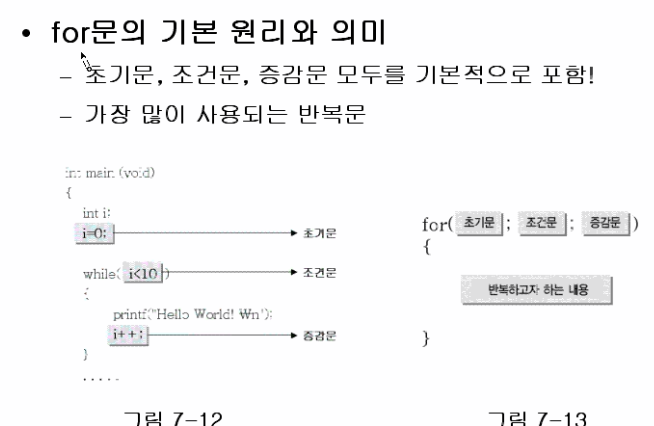 • for문의 기본 원리와 의미
– 초기문, 조건문, 증감문 모두를 기본적으로 포함!
– 가장 많이 사용되는 반복문
int main (void)
{
int i;
i=0; 초기문
while( i<10 ) 조건문
{
printf("Hello World! ₩n");
i++; 증감문
}
. . . . .
for( 초기문 ; 조건문 ; 증감문 )
{
반복하고자 하는 내용
}
그림 7-12
그림 7-13